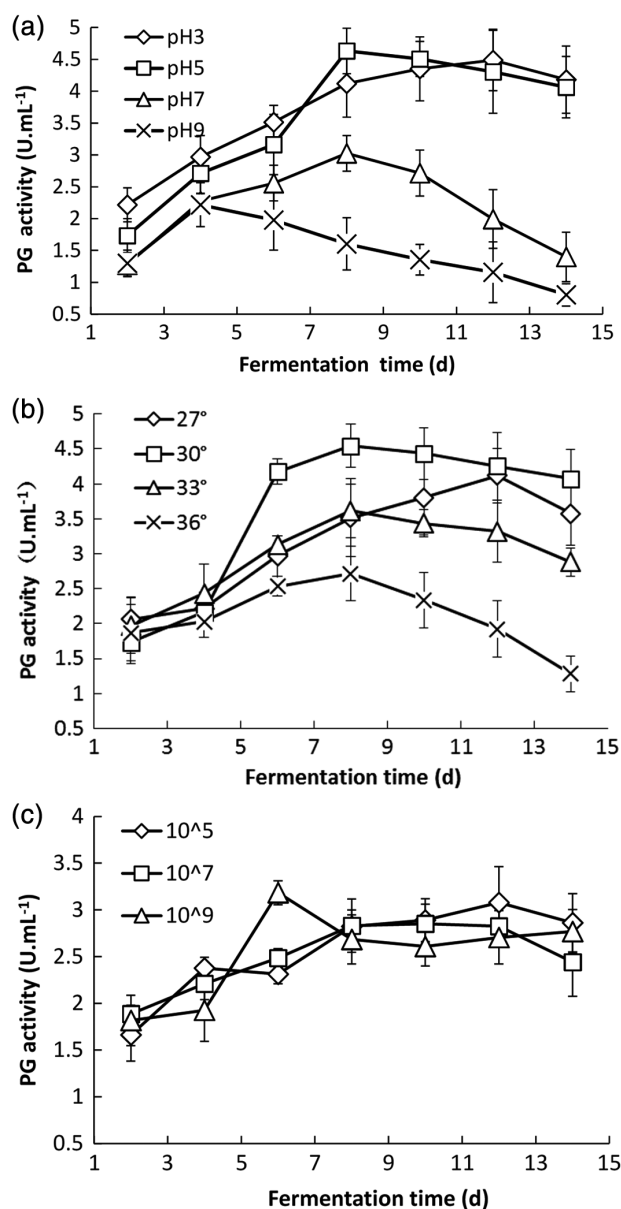 (a)
pH3
pH5
pH7
pH9
PG activity (U.mL⁻¹)
5
4.5
4
3.5
3
2.5
2
1.5
1
0.5
1 3 5 7 9 11 13 15
Fermentation time (d)
(b)
27°
30°
33°
36°
PG activity (U.mL⁻¹)
5
4.5
4
3.5
3
2.5
2
1.5
1
0.5
1 3 5 7 9 11 13 15
Fermentation time (d)
(c)
10^5
10^7
10^9
PG activity (U.mL⁻¹)
4
3.5
3
2.5
2
1.5
1
0.5
1 3 5 7 9 11 13 15
Fermentation time (d)